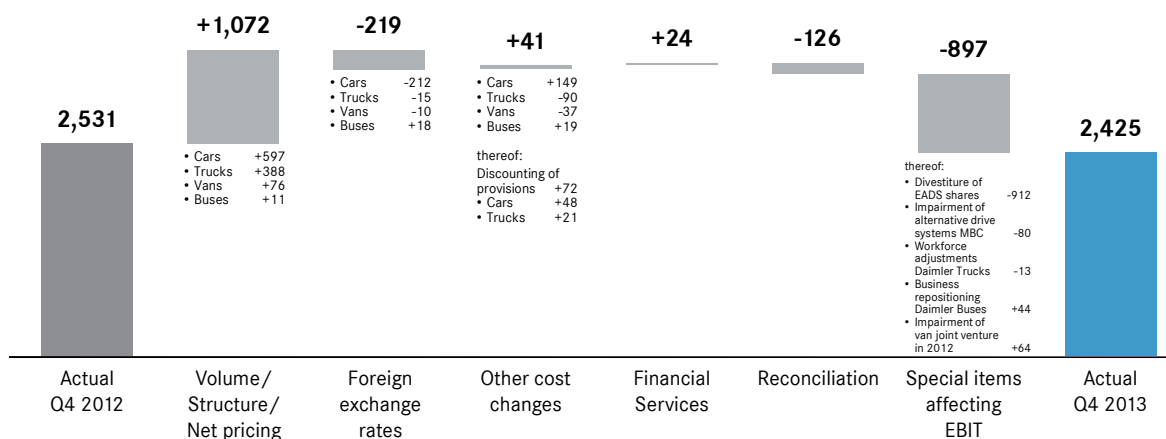 2,531
Actual
Q4 2012
+1,072
• Cars +597
• Trucks +388
• Vans +76
• Buses +11
Volume/
Structure/
Net pricing
-219
• Cars -212
• Trucks -15
• Vans -10
• Buses +18
Foreign
exchange
rates
+41
• Cars +149
• Trucks -90
• Vans -37
• Buses +19
thereof:
Discounting of
provisions +72
• Cars +48
• Trucks +21
Other cost
changes
+24
Financial
Services
-126
Reconciliation
-897
thereof:
• Divestiture of
EADS shares -912
• Impairment of
alternative drive
systems MBC -80
• Workforce
adjustments
Daimler Trucks -13
• Business
repositioning
Daimler Buses +44
• Impairment of
van joint venture
in 2012 +64
Special items
affecting
EBIT
2,425
Actual
Q4 2013